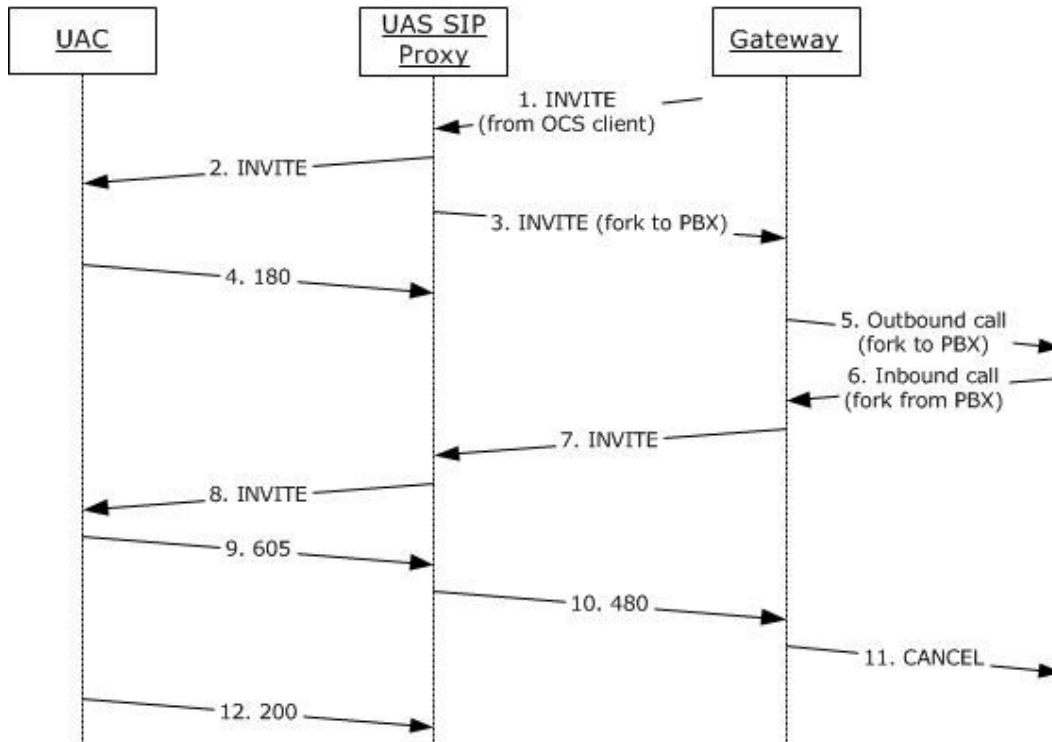 UAC
UAS SIP
Proxy
Gateway
1. INVITE
(from OCS client)
2. INVITE
3. INVITE (fork to PBX)
4. 180
5. Outbound call
(fork to PBX)
6. Inbound call
(fork from PBX)
7. INVITE
8. INVITE
9. 605
10. 480
11. CANCEL
12. 200